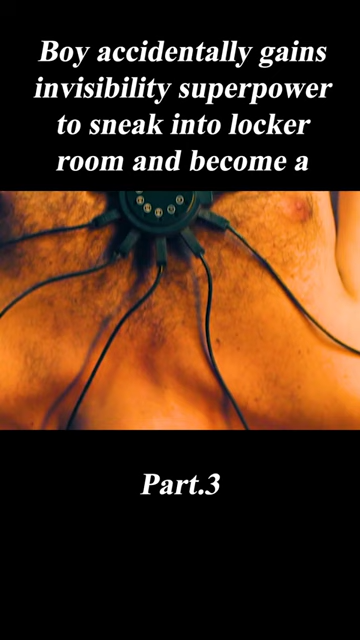 Boy accidentally gains
invisibility superpower
to sneak into locker
room and become a
Part.3